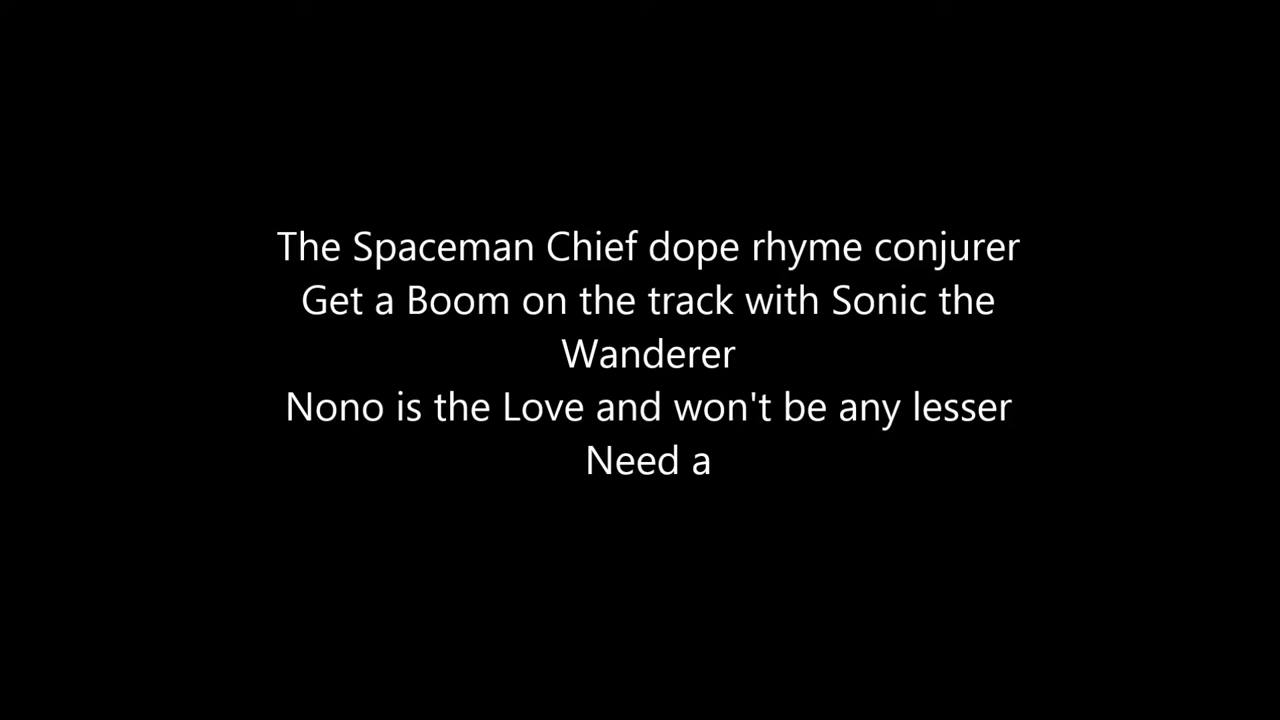 The Spaceman Chief dope rhyme conjurer
Get a Boom on the track with Sonic the
Wanderer
Nono is the Love and won't be any lesser
Need a